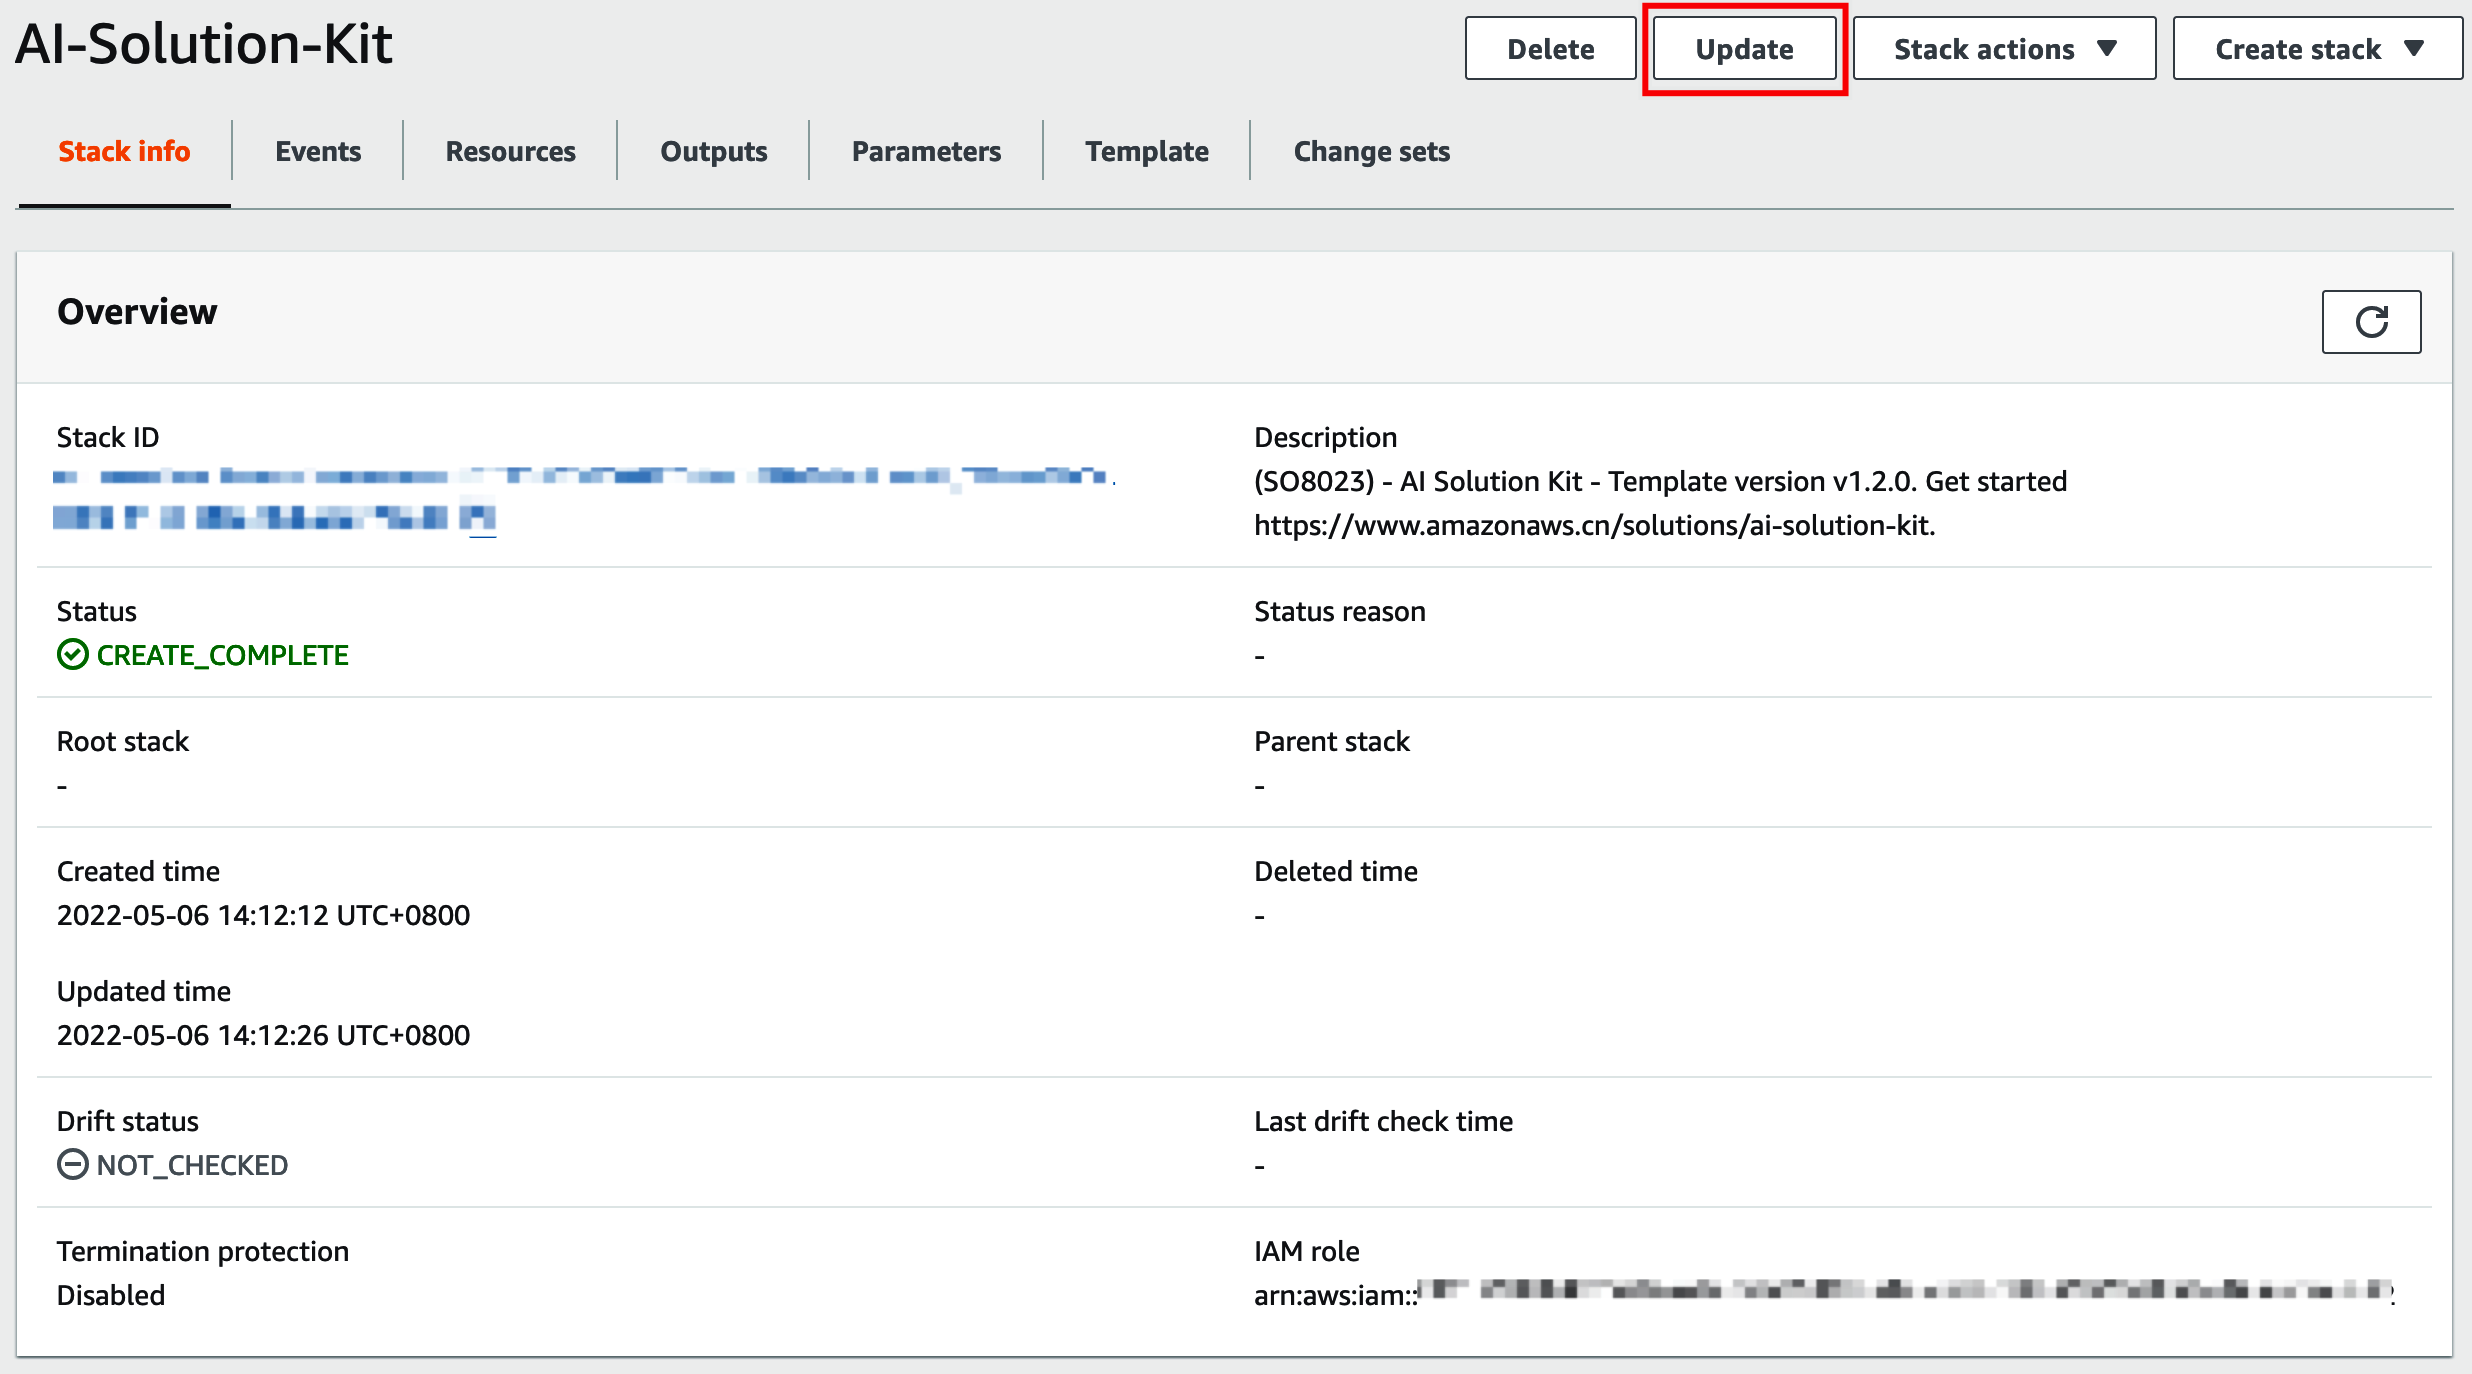 AI-Solution-Kit
Delete
Update
Stack actions
Create stack
Stack info
Events
Resources
Outputs
Parameters
Template
Change sets
Overview
Stack ID
Description
(SO8023) - AI Solution Kit - Template version v1.2.0. Get started
https://www.amazonaws.cn/solutions/ai-solution-kit.
Status
CREATE_COMPLETE
Status reason
-
Root stack
-
Parent stack
-
Created time
2022-05-06 14:12:12 UTC+0800
Deleted time
-
Updated time
2022-05-06 14:12:26 UTC+0800
Drift status
NOT_CHECKED
Last drift check time
-
Termination protection
Disabled
IAM role
arn:aws:iam::